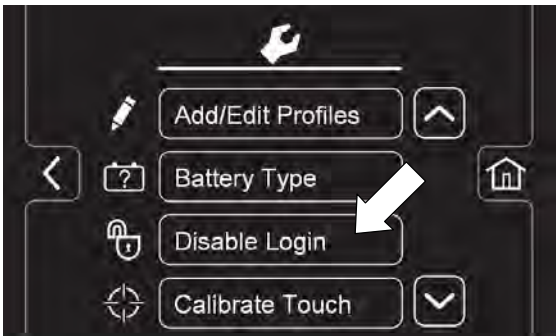 Add/Edit Profiles
Battery Type
?
Disable Login
Calibrate Touch